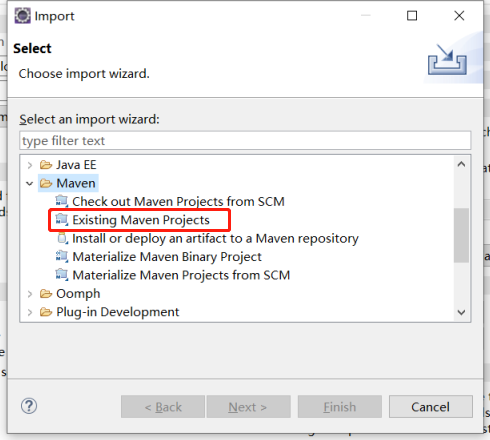 Import
Select
Choose import wizard.
Select an import wizard:
type filter text
Java EE
Maven
Check out Maven Projects from SCM
Existing Maven Projects
Install or deploy an artifact to a Maven repository
Materialize Maven Binary Project
Materialize Maven Projects from SCM
Oomph
Plug-in Development
< Back
Next >
Finish
Cancel